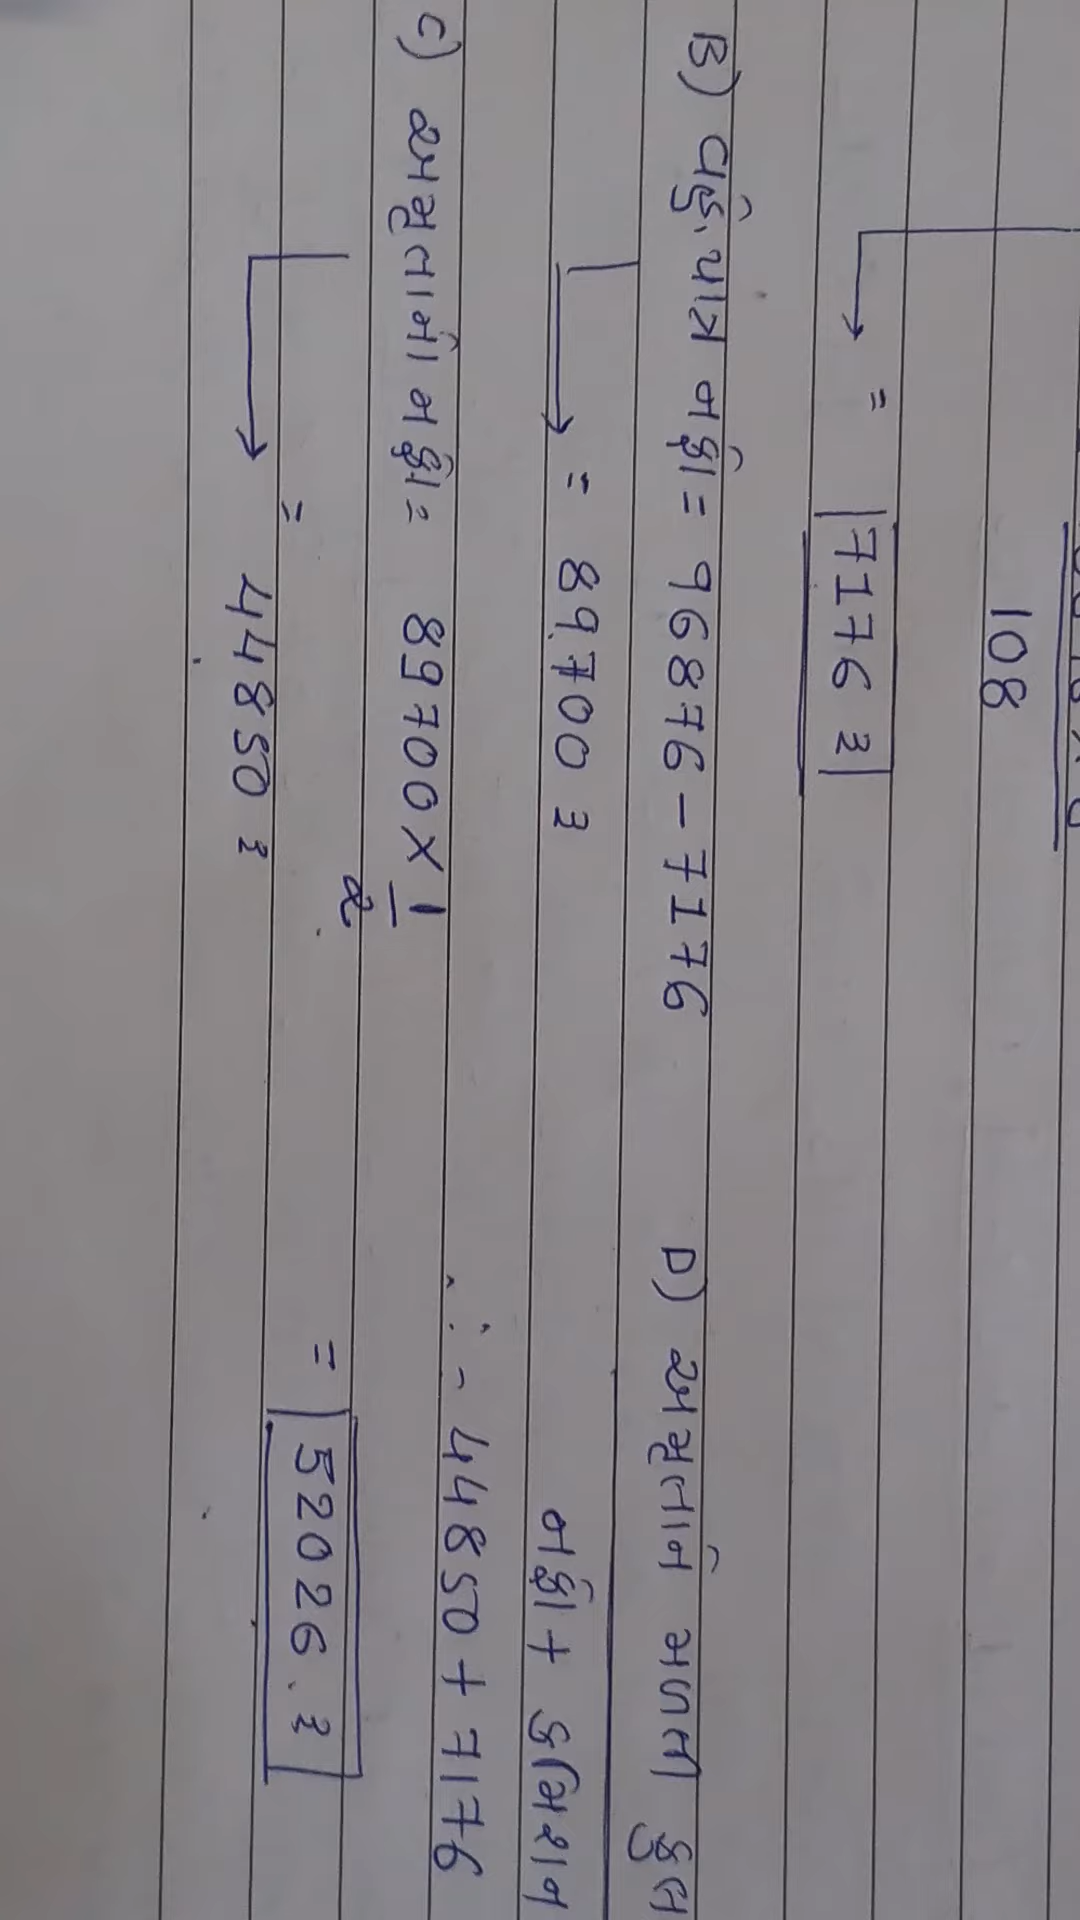 108
= 7176 ₹
B) વહેંચાયેલ નફો = 96876 - 7176
= 89700 ₹
C) અમૃતાનો નફો = 89700 × 1/2
= 44850 ₹
D) અમૃતાને મળતો કુલ
નફો + કમિશન
∴ - 44850 + 7176
= 52026 ₹